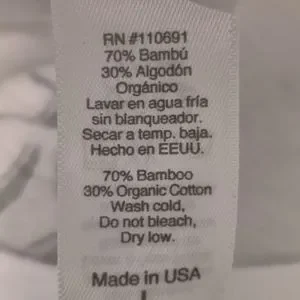 RN #110691
70% Bambú
30% Algodón
Orgánico
Lavar en agua fría
sin blanqueador.
Secar a temp. baja.
Hecho en EEUU.
70% Bamboo
30% Organic Cotton
Wash cold,
Do not bleach,
Dry low.
Made in USA